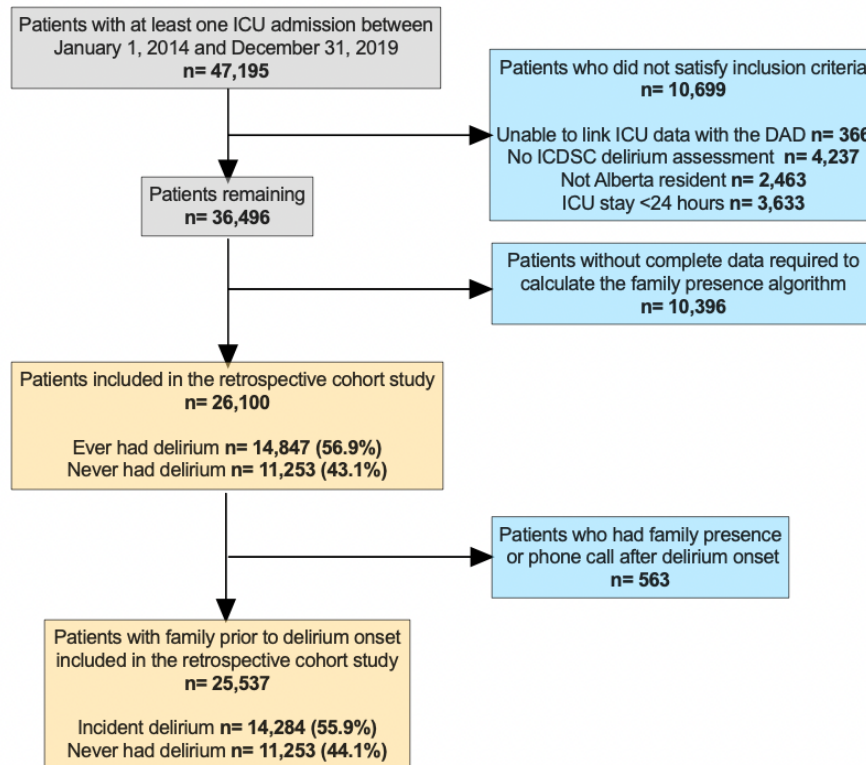 Patients with at least one ICU admission between
January 1, 2014 and December 31, 2019
n= 47,195
Patients who did not satisfy inclusion criteria
n= 10,699
Unable to link ICU data with the DAD n= 366
No ICDSC delirium assessment n= 4,237
Not Alberta resident n= 2,463
ICU stay <24 hours n= 3,633
Patients remaining
n= 36,496
Patients without complete data required to
calculate the family presence algorithm
n= 10,396
Patients included in the retrospective cohort study
n= 26,100
Ever had delirium n= 14,847 (56.9%)
Never had delirium n= 11,253 (43.1%)
Patients who had family presence
or phone call after delirium onset
n= 563
Patients with family prior to delirium onset
included in the retrospective cohort study
n= 25,537
Incident delirium n= 14,284 (55.9%)
Never had delirium n= 11,253 (44.1%)